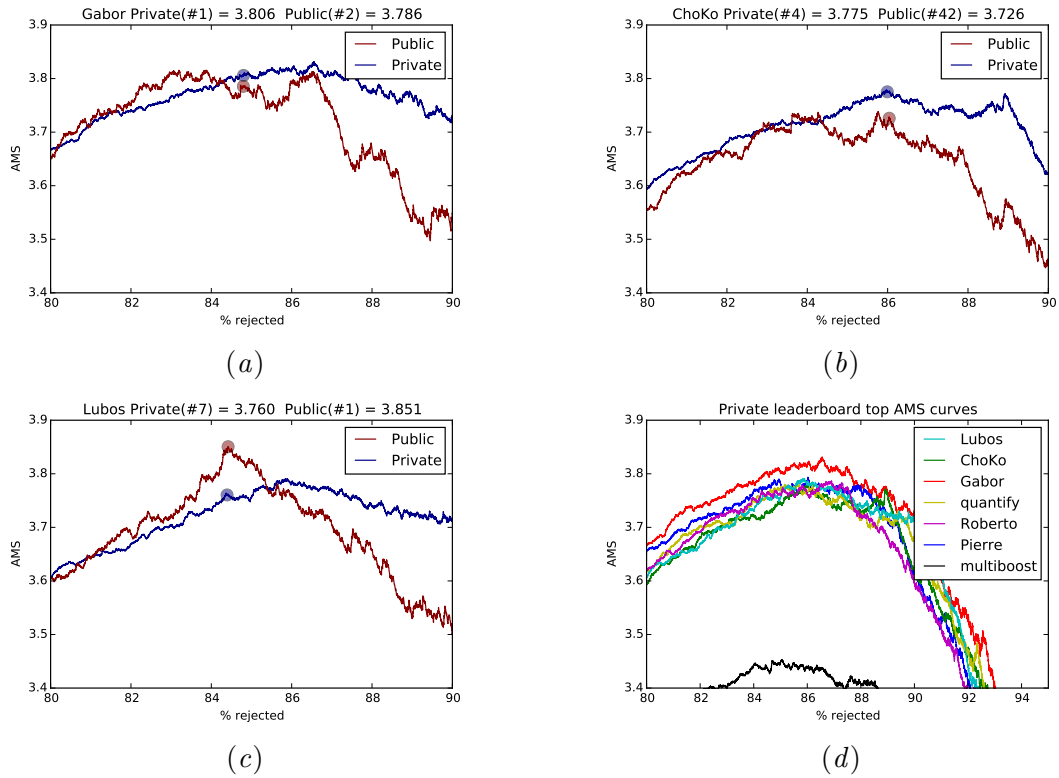 Gabor Private(#1) = 3.806 Public(#2) = 3.786
3.9
3.8
3.7
3.6
3.5
3.4
AMS
Public
Private
80 82 84 86 88 90
% rejected
(a)
ChoKo Private(#4) = 3.775 Public(#42) = 3.726
3.9
3.8
3.7
3.6
3.5
3.4
AMS
Public
Private
80 82 84 86 88 90
% rejected
(b)
Lubos Private(#7) = 3.760 Public(#1) = 3.851
3.9
3.8
3.7
3.6
3.5
3.4
AMS
Public
Private
80 82 84 86 88 90
% rejected
(c)
Private leaderboard top AMS curves
3.9
3.8
3.7
3.6
3.5
3.4
AMS
Lubos
ChoKo
Gabor
quantify
Roberto
Pierre
multiboost
80 82 84 86 88 90 92 94
% rejected
(d)